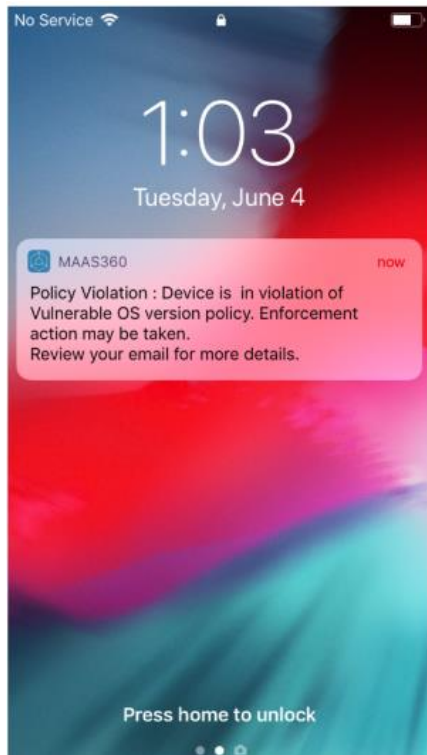 No Service
1:03
Tuesday, June 4
MAAS360 now
Policy Violation : Device is in violation of
Vulnerable OS version policy. Enforcement
action may be taken.
Review your email for more details.
Press home to unlock